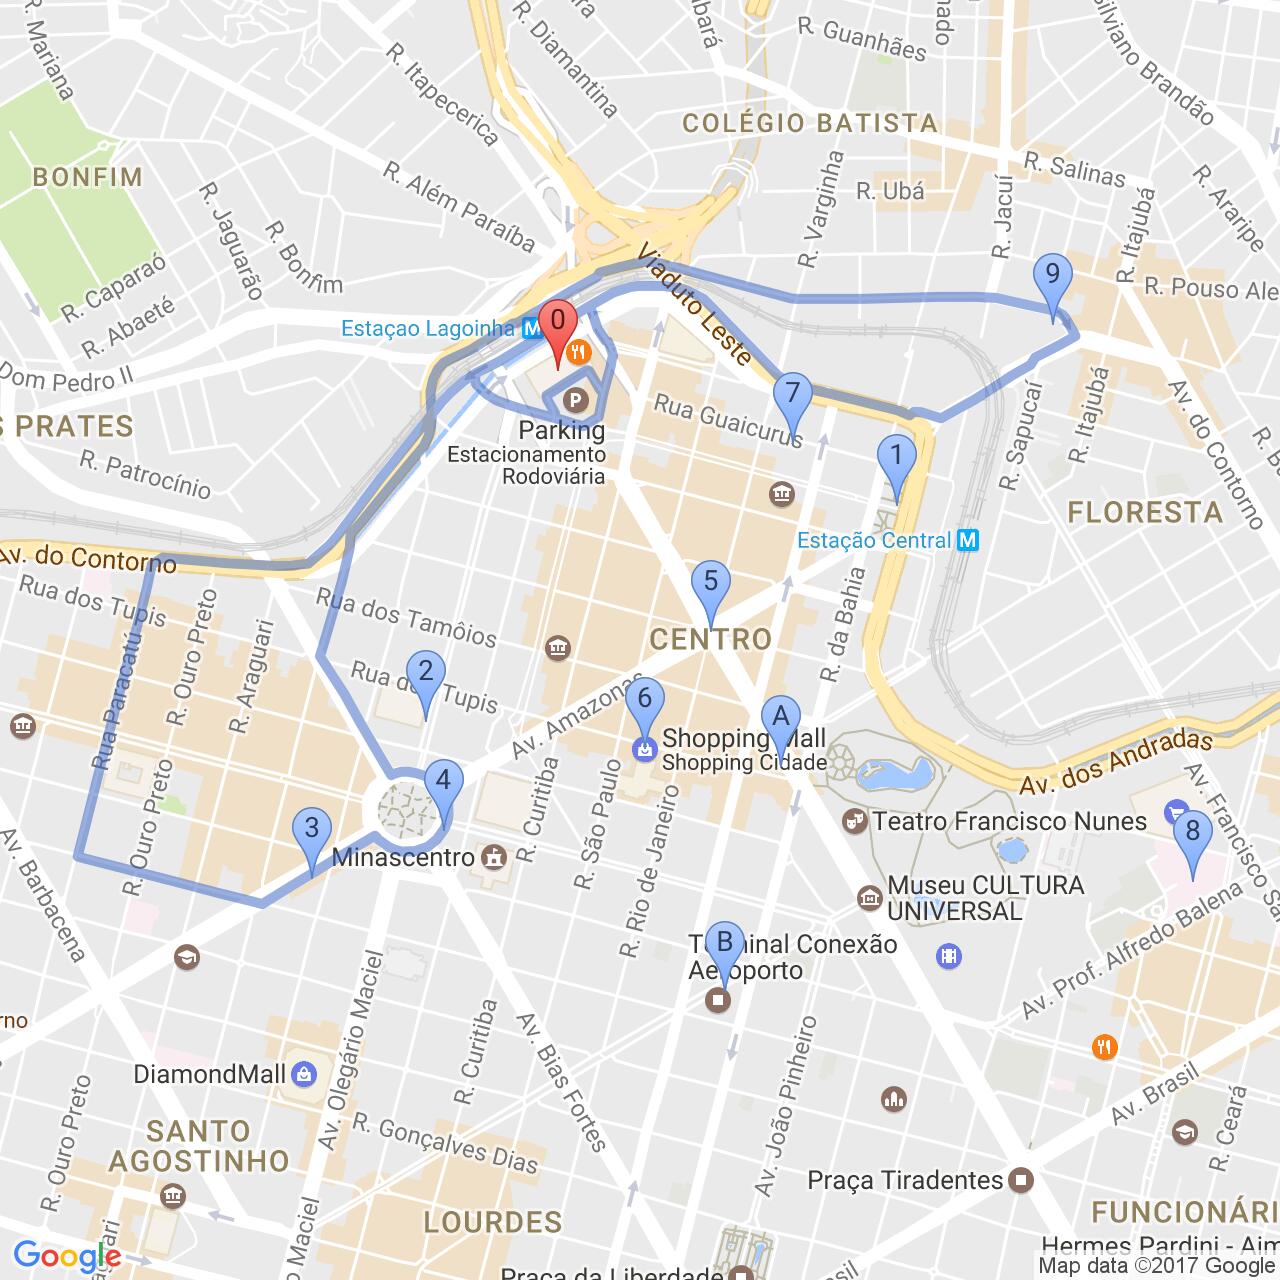 R. Mariana
R. Itapecerica
R. Diamantina
R. Guanhães
Silviano Brandão
COLÉGIO BATISTA
R. Salinas
BONFIM
R. Além Paraíba
R. Jaguarão
R. Bonfim
R. Varginha
R. Ubá
R. Jacuí
R. Itajubá
R. Araripe
R. Caparaó
R. Abaeté
Viaduto Leste
9
R. Pouso Ale
Estaçao Lagoinha
M
0
Dom Pedro II
S PRATES
R. Patrocínio
P
Parking
Estacionamento
Rodoviária
Rua Guaicurus
7
1
R. Sapucaí
R. Itajubá
Av. do Contorno
FLORESTA
Estação Central
M
Av. do Contorno
Rua dos Tupis
R. Ouro Preto
R. Araguari
Rua Paracatú
Rua dos Tamôios
5
CENTRO
R. da Bahia
2
Tupis
Av. Amazonas
6
A
Shopping Mall
Shopping Cidade
Av. dos Andradas
R. Ouro Preto
4
3
Minascentro
R. Curitiba
R. São Paulo
R. Rio de Janeiro
Teatro Francisco Nunes
8
Av. Francisco Sa
Museu CULTURA
UNIVERSAL
Av. Prof. Alfredo Balena
Av. Barbacena
B
Conexão
Aeroporto
rno
Av. Olegário Maciel
R. Curitiba
Av. Bias Fortes
DiamondMall
R. Ouro Preto
SANTO
AGOSTINHO
R. Gonçalves Dias
Av. João Pinheiro
Av. Brasil
R. Ceará
Praça Tiradentes
LOURDES
FUNCIONÁRI
Maciel
Hermes Pardini - Aim
Praça da Liberdade
Google
Map data ©2017 Google